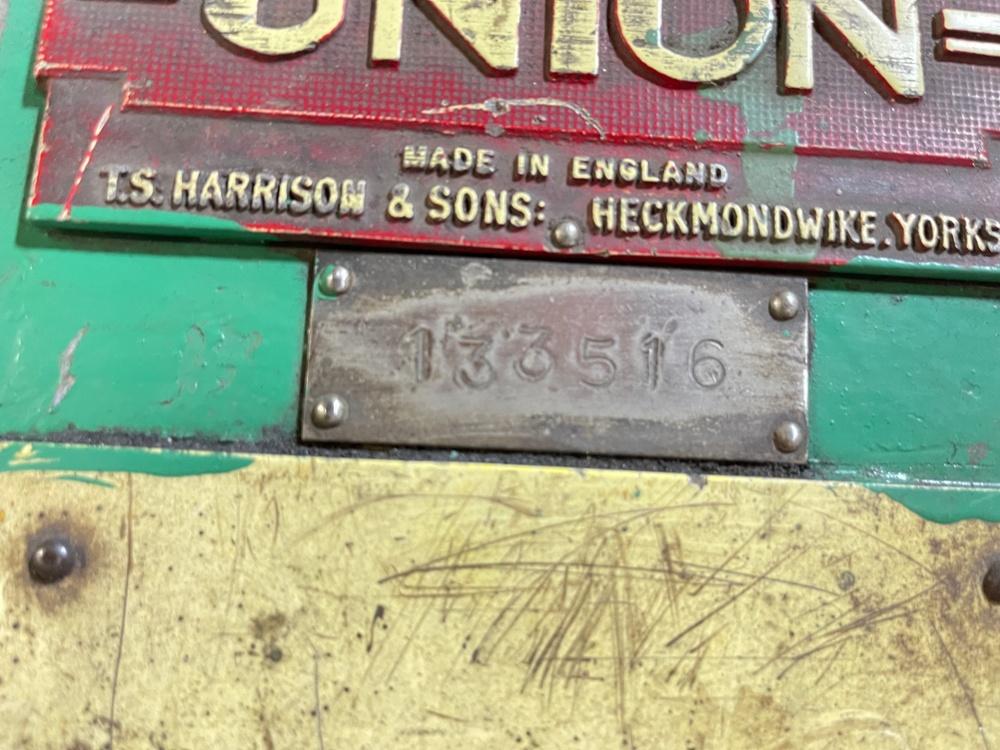 UNION
MADE IN ENGLAND
T.S. HARRISON & SONS: HECKMONDWIKE. YORKS
133516